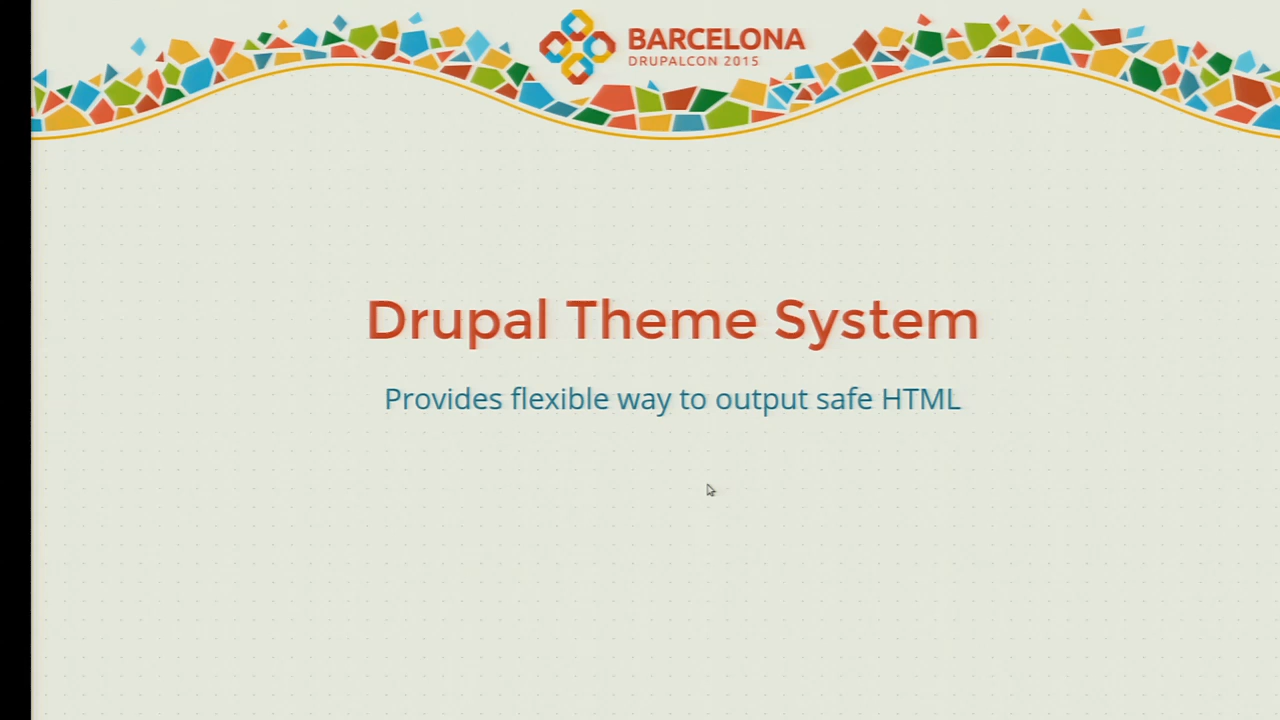 BARCELONA
DRUPALCON 2015
Drupal Theme System
Provides flexible way to output safe HTML